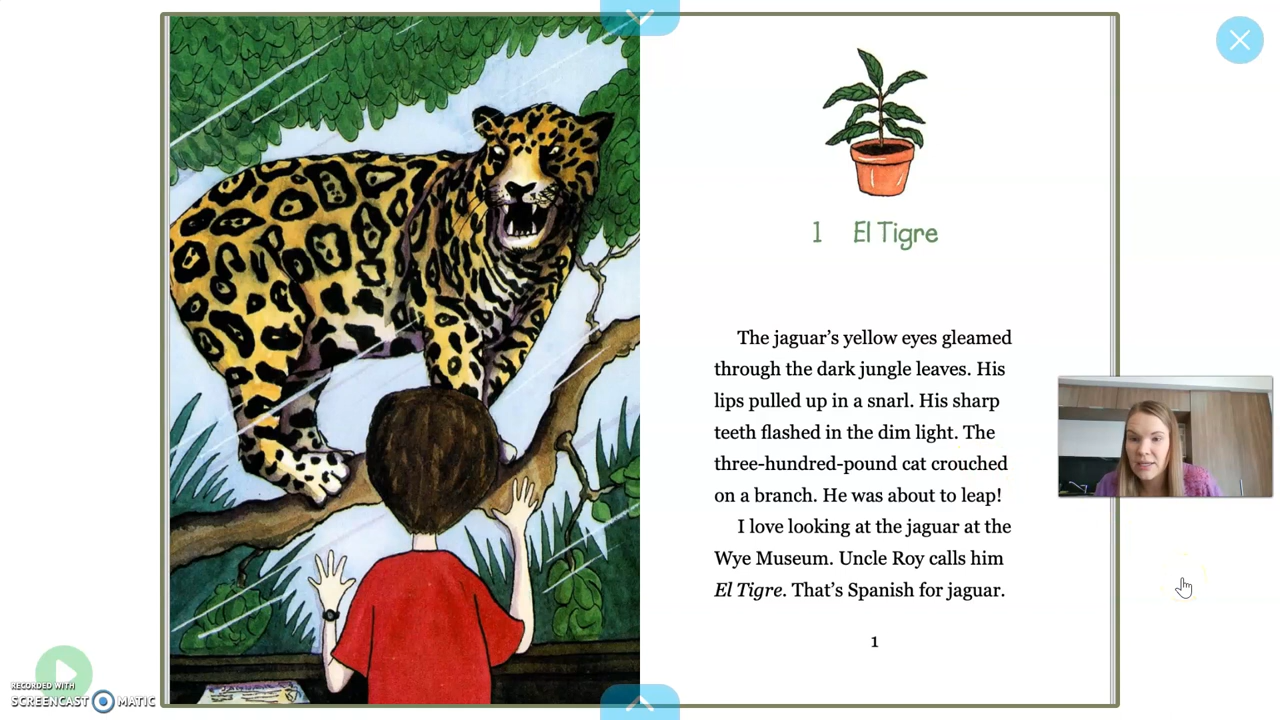 1 El Tigre
The jaguar's yellow eyes gleamed
through the dark jungle leaves. His
lips pulled up in a snarl. His sharp
teeth flashed in the dim light. The
three-hundred-pound cat crouched
on a branch. He was about to leap!
I love looking at the jaguar at the
Wye Museum. Uncle Roy calls him
El Tigre. That's Spanish for jaguar.
1
RECORDED WITH
SCREENCAST MATIC